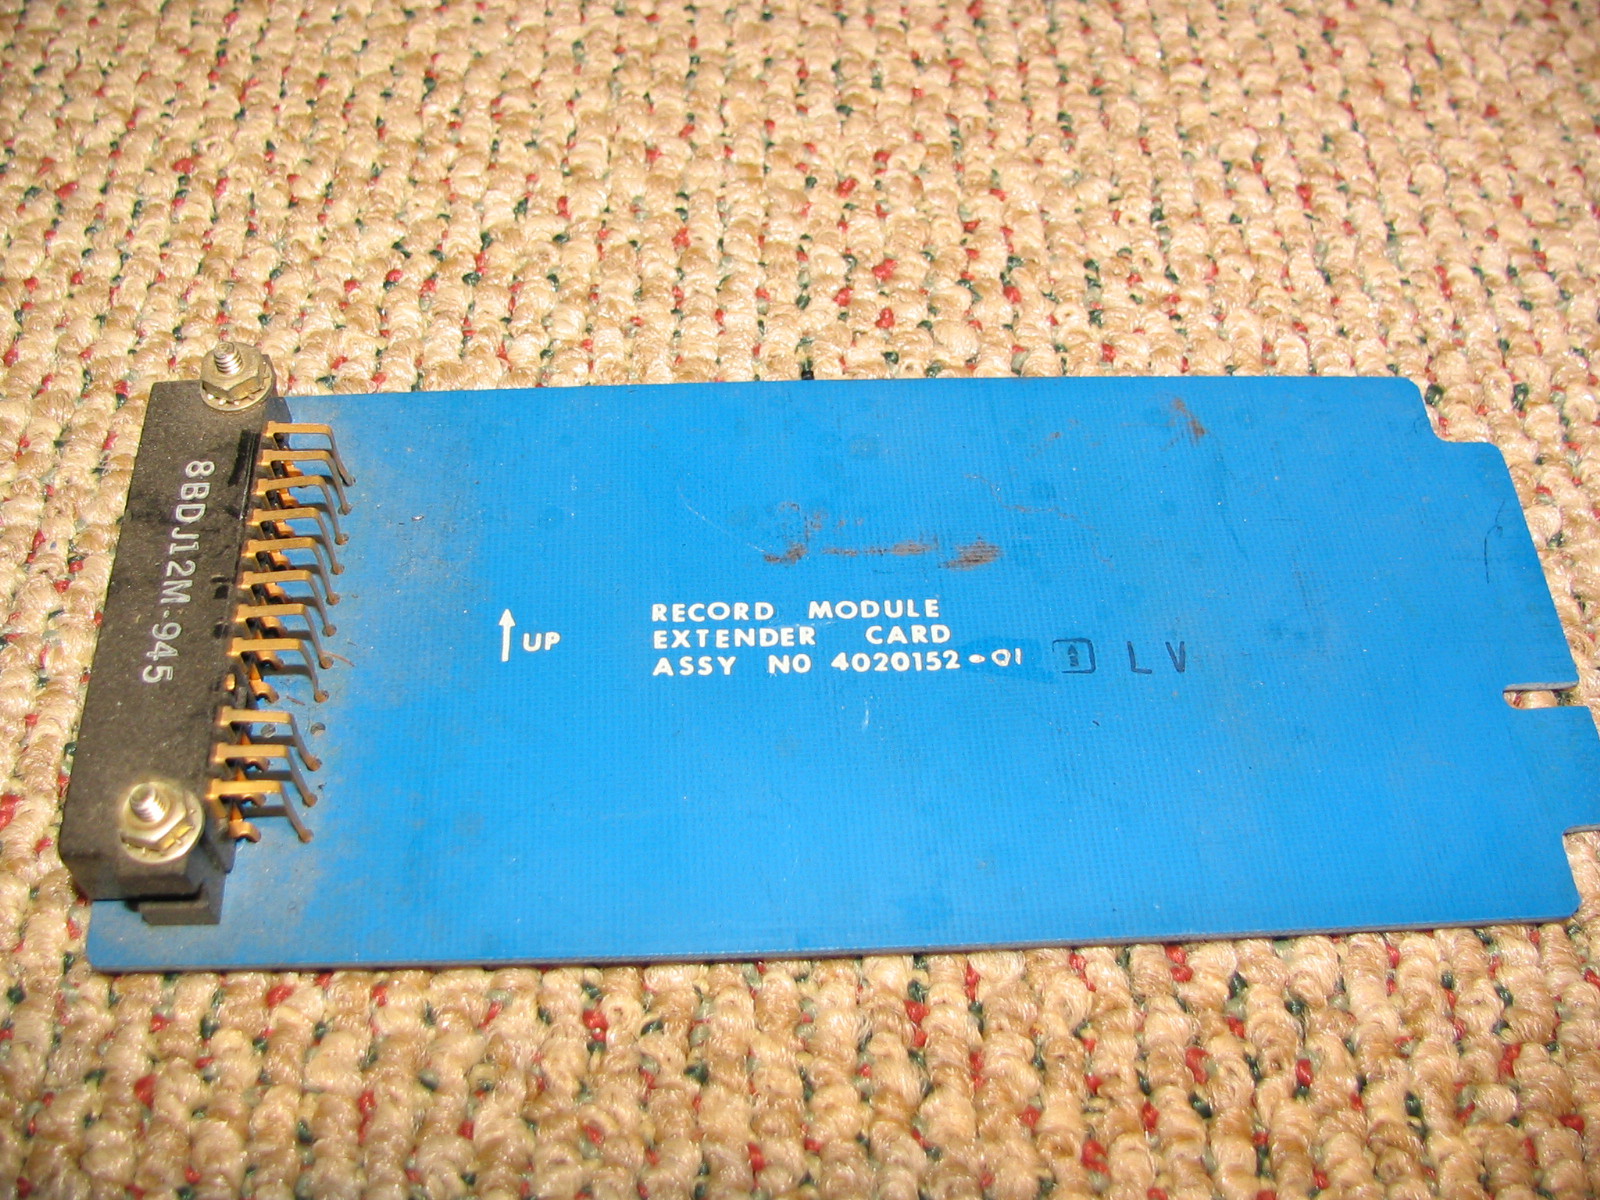 8BDJ12M-945
UP
RECORD MODULE
EXTENDER CARD
ASSY NO 4020152-01
LV